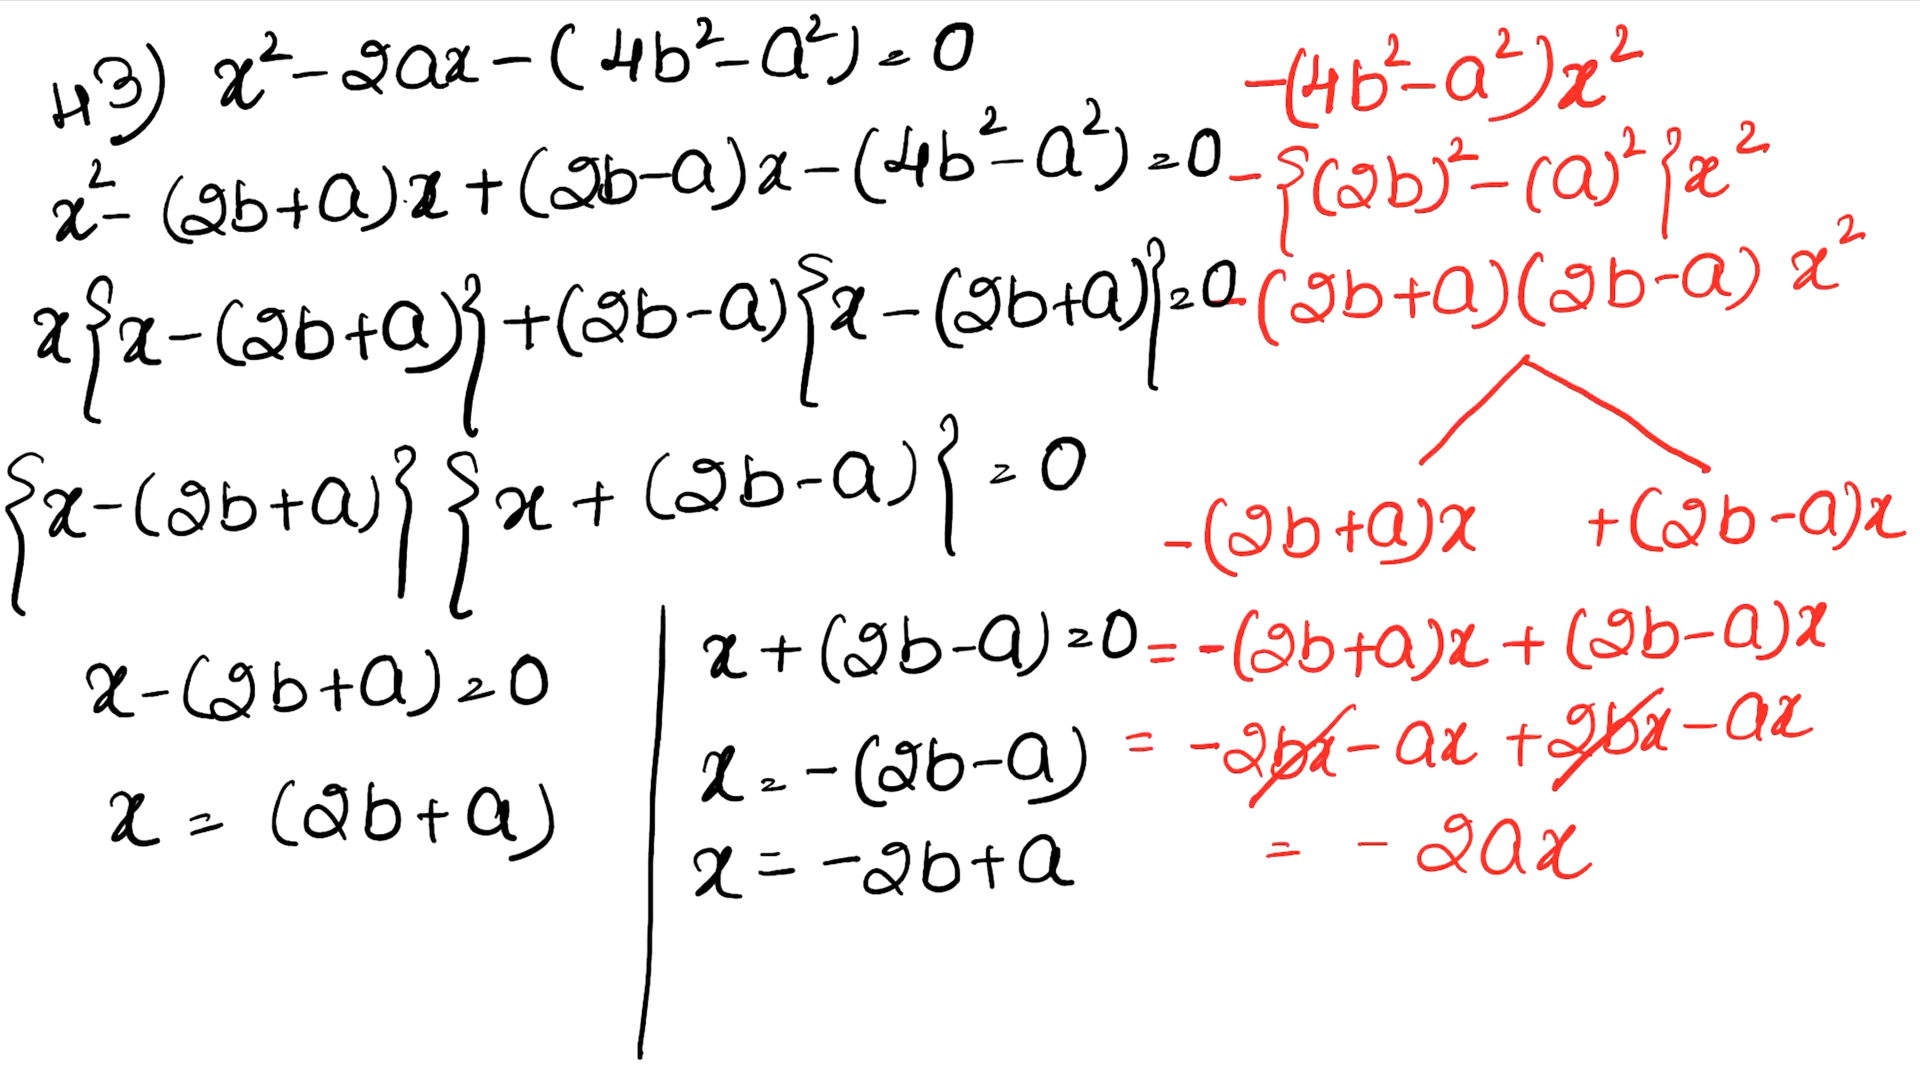 43) x² - 2ax - (4b² - a²) = 0
x² - (2b+a)x + (2b-a)x - (4b² - a²) = 0
x{x - (2b+a)} + (2b-a){x - (2b+a)} = 0
{x - (2b+a)} {x + (2b-a)} = 0
x - (2b+a) = 0
x = (2b+a)
x + (2b-a) = 0
x = -(2b-a)
x = -2b+a
-(4b² - a²)x²
-{(2b)² - (a)²}x²
-(2b+a)(2b-a) x²
-(2b+a)x +(2b-a)x
= -(2b+a)x + (2b-a)x
= -2bx - ax + 2bx - ax
= - 2ax